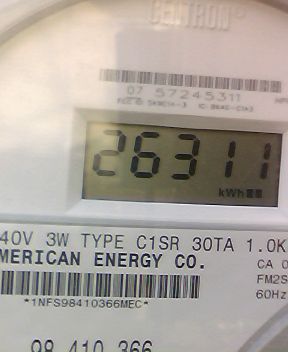 CENTRON®
07 57245311
26311
kWh
40V 3W TYPE C1SR 30TA 1.0K
MERICAN ENERGY CO.
CA 0
FM2S
60Hz
*1NFS98410366MEC*
98 410 366